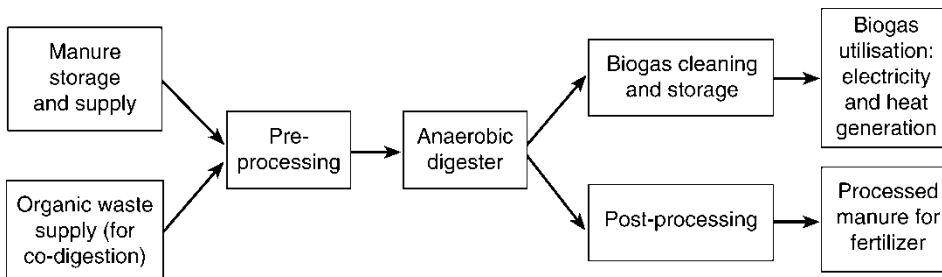 Manure
storage
and supply
Organic waste
supply (for
co-digestion)
Pre-
processing
Anaerobic
digester
Biogas cleaning
and storage
Post-processing
Biogas
utilisation:
electricity
and heat
generation
Processed
manure for
fertilizer